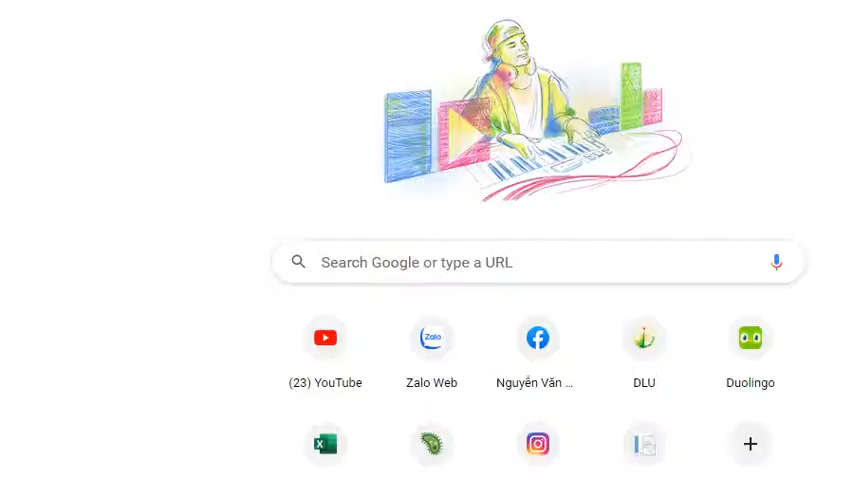 Search Google or type a URL
Zalo
(23) YouTube
Zalo Web
Nguyễn Văn ...
DLU
Duolingo
X